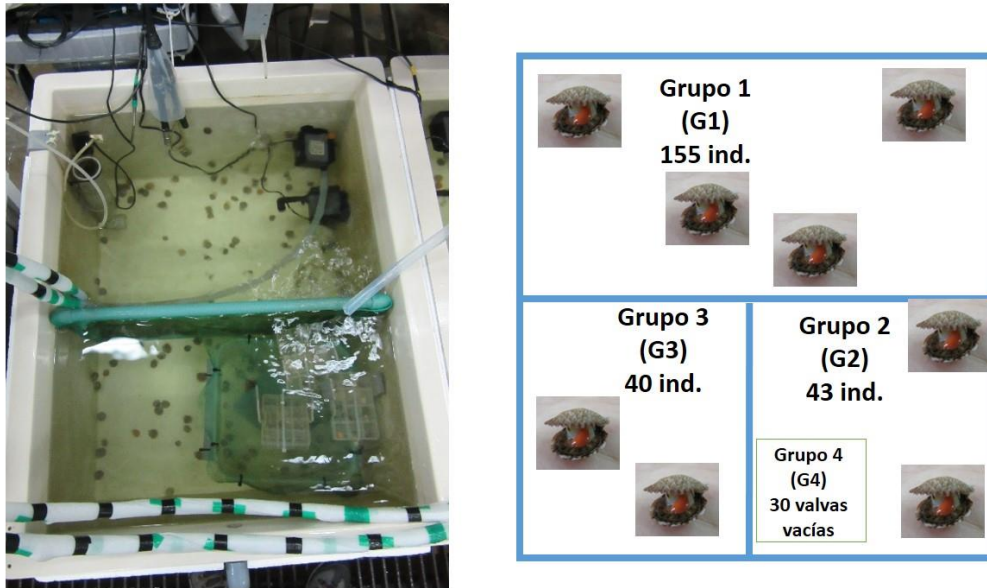 Grupo 1
(G1)
155 ind.
Grupo 3
(G3)
40 ind.
Grupo 2
(G2)
43 ind.
Grupo 4
(G4)
30 valvas
vacías